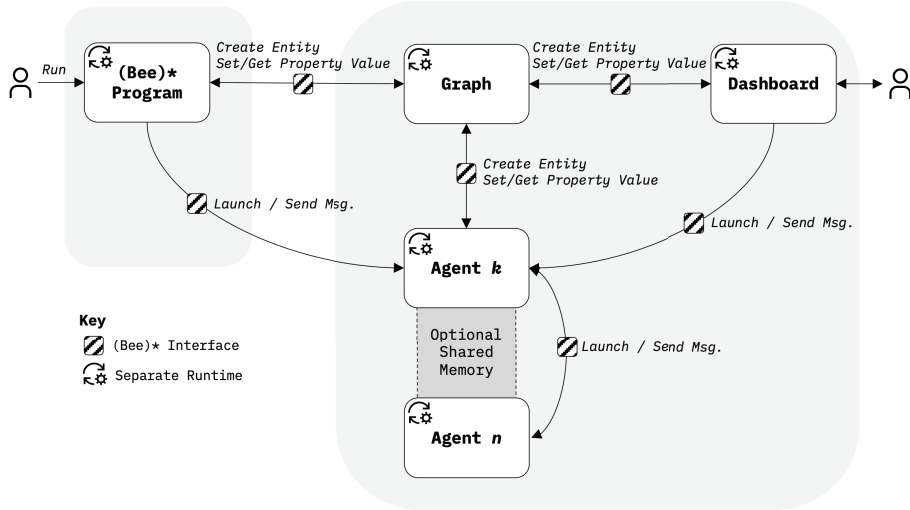 Run
(Bee)*
Program
Create Entity
Set/Get Property Value
Graph
Create Entity
Set/Get Property Value
Dashboard
Create Entity
Set/Get Property Value
Launch / Send Msg.
Launch / Send Msg.
Agent k
Optional
Shared
Memory
Launch / Send Msg.
Agent n
Key
(Bee)* Interface
Separate Runtime